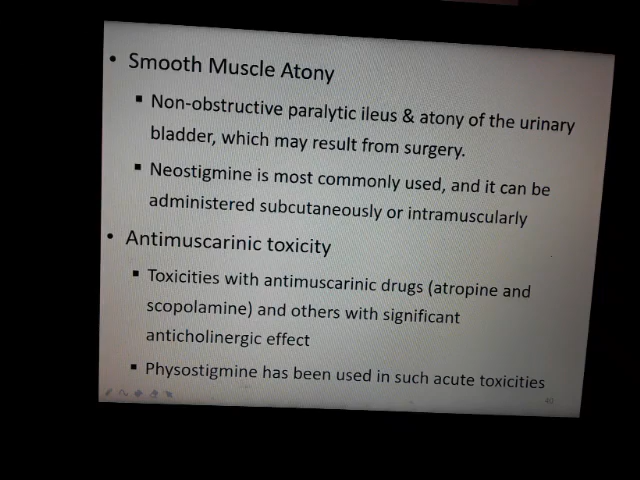 • Smooth Muscle Atony
▪ Non-obstructive paralytic ileus & atony of the urinary
bladder, which may result from surgery.
▪ Neostigmine is most commonly used, and it can be
administered subcutaneously or intramuscularly
• Antimuscarinic toxicity
▪ Toxicities with antimuscarinic drugs (atropine and
scopolamine) and others with significant
anticholinergic effect
▪ Physostigmine has been used in such acute toxicities
40